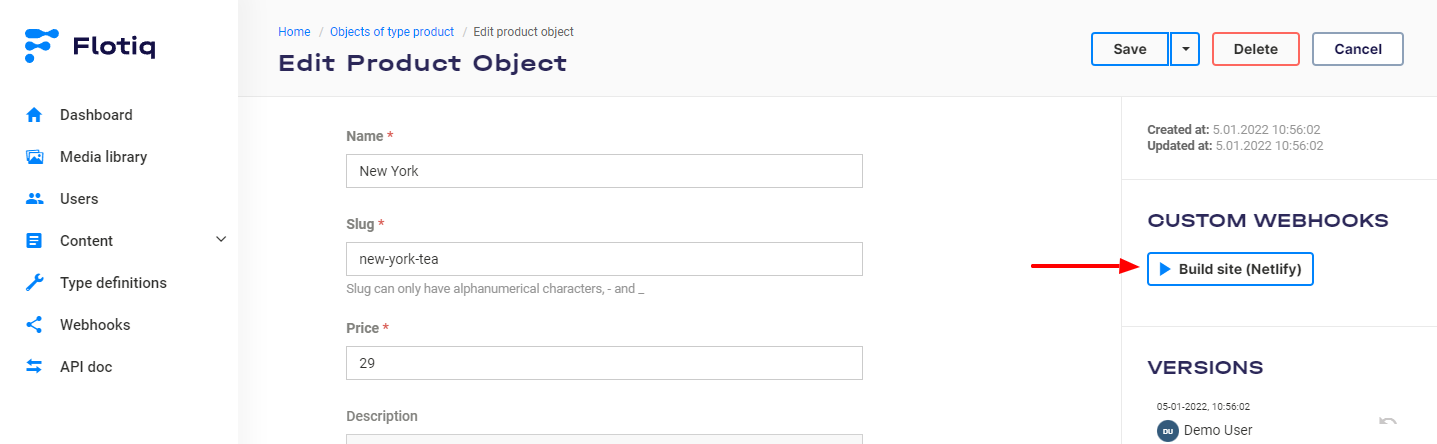 Flotiq
Dashboard
Media library
Users
Content
Type definitions
Webhooks
API doc
Home / Objects of type product / Edit product object
Edit Product Object
Save
Delete
Cancel
Name *
New York
Slug *
new-york-tea
Slug can only have alphanumerical characters, - and _
Price *
29
Description
Created at: 5.01.2022 10:56:02
Updated at: 5.01.2022 10:56:02
CUSTOM WEBHOOKS
Build site (Netlify)
VERSIONS
05-01-2022, 10:56:02
DU Demo User